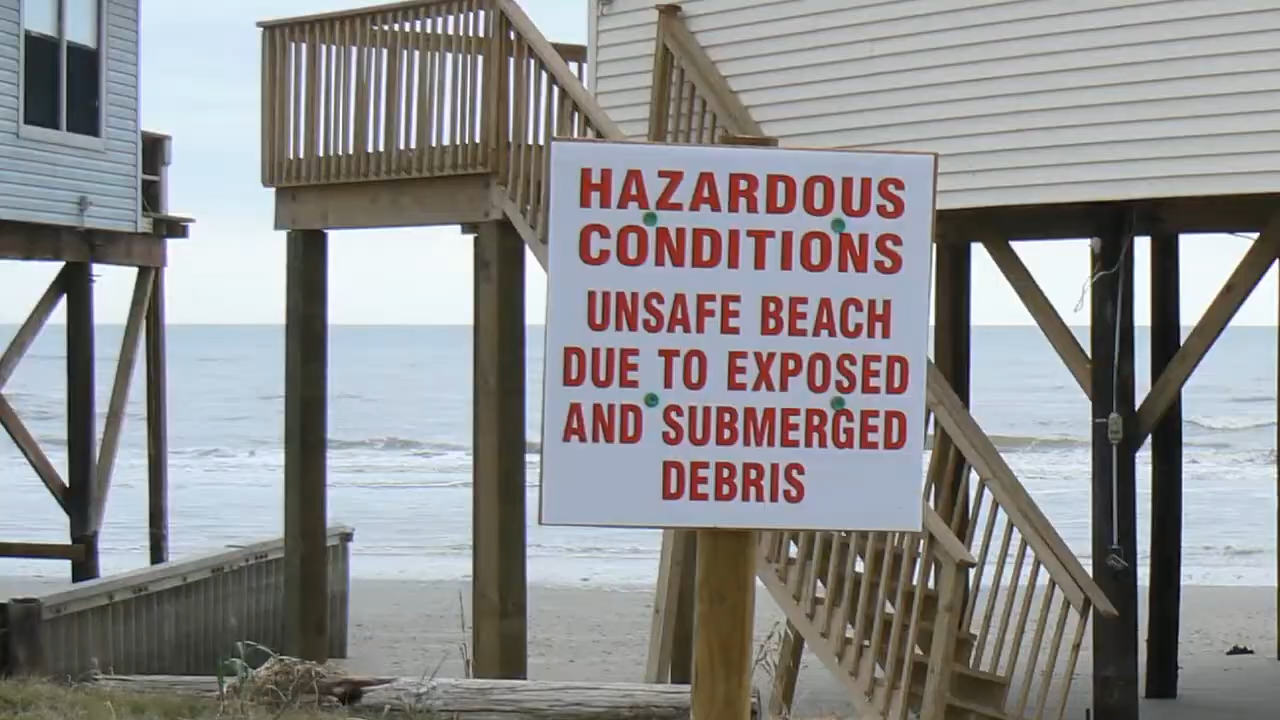 HAZARDOUS
CONDITIONS
UNSAFE BEACH
DUE TO EXPOSED
AND SUBMERGED
DEBRIS